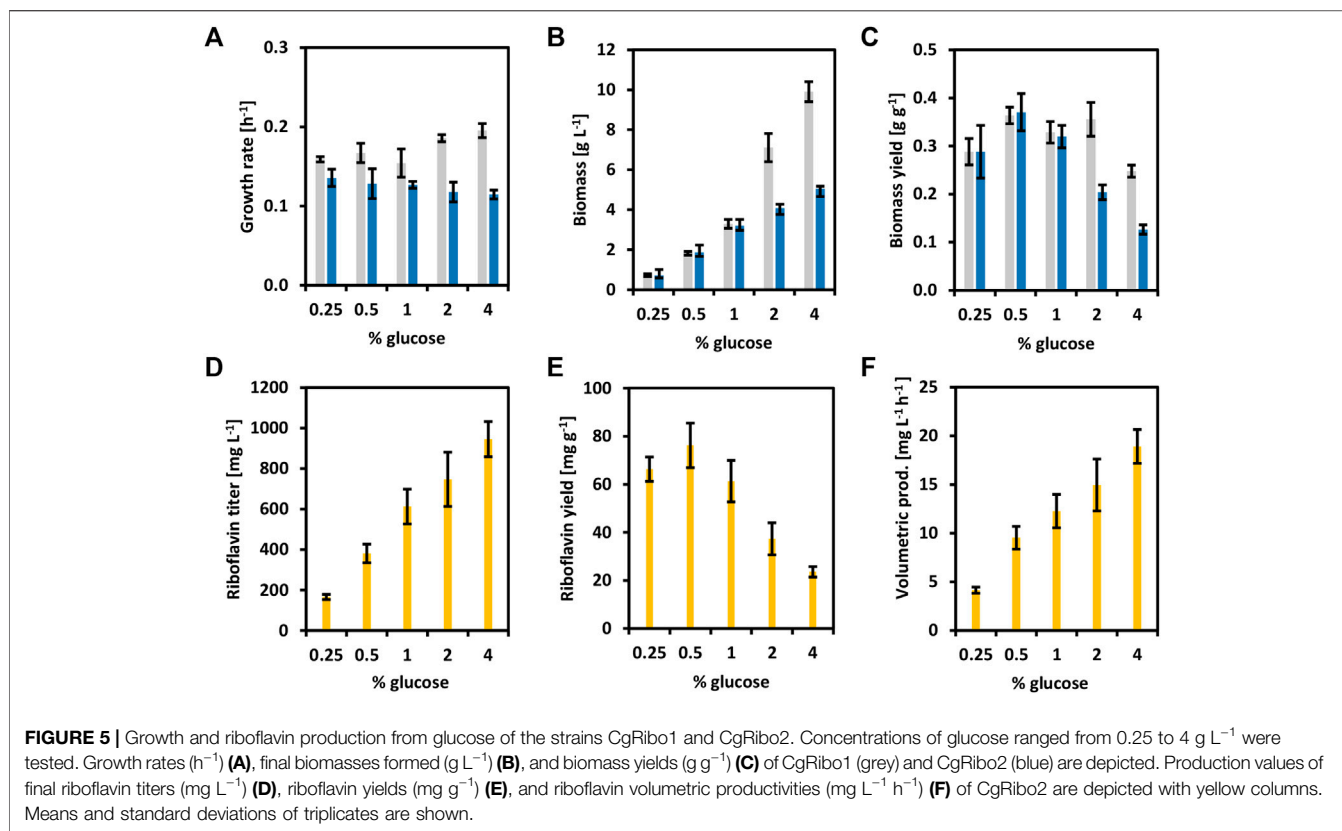 A
Growth rate [h⁻¹]
0.3
0.2
0.1
0.0
0.25 0.5 1 2 4
% glucose
B
Biomass [g L⁻¹]
12
10
8
6
4
2
0
0.25 0.5 1 2 4
% glucose
C
Biomass yield [g g⁻¹]
0.5
0.4
0.3
0.2
0.1
0.0
0.25 0.5 1 2 4
% glucose
D
Riboflavin titer [mg L⁻¹]
1200
1000
800
600
400
200
0
0.25 0.5 1 2 4
% glucose
E
Riboflavin yield [mg g⁻¹]
100
80
60
40
20
0
0.25 0.5 1 2 4
% glucose
F
Volumetric prod. [mg L⁻¹ h⁻¹]
25
20
15
10
5
0
0.25 0.5 1 2 4
% glucose
FIGURE 5 | Growth and riboflavin production from glucose of the strains CgRibo1 and CgRibo2. Concentrations of glucose ranged from 0.25 to 4 g L⁻¹ were
tested. Growth rates (h⁻¹) (A), final biomasses formed (g L⁻¹) (B), and biomass yields (g g⁻¹) (C) of CgRibo1 (grey) and CgRibo2 (blue) are depicted. Production values of
final riboflavin titers (mg L⁻¹) (D), riboflavin yields (mg g⁻¹) (E), and riboflavin volumetric productivities (mg L⁻¹ h⁻¹) (F) of CgRibo2 are depicted with yellow columns.
Means and standard deviations of triplicates are shown.